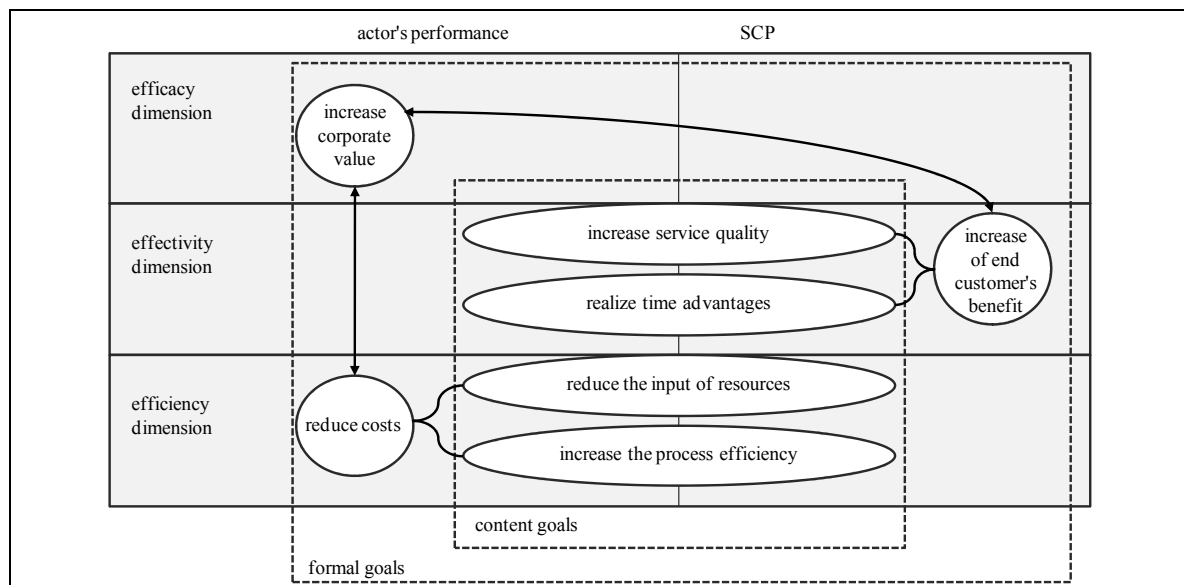 actor's performance
SCP
efficacy
dimension
increase
corporate
value
effectivity
dimension
increase service quality
realize time advantages
increase
of end
customer's
benefit
efficiency
dimension
reduce costs
reduce the input of resources
increase the process efficiency
content goals
formal goals